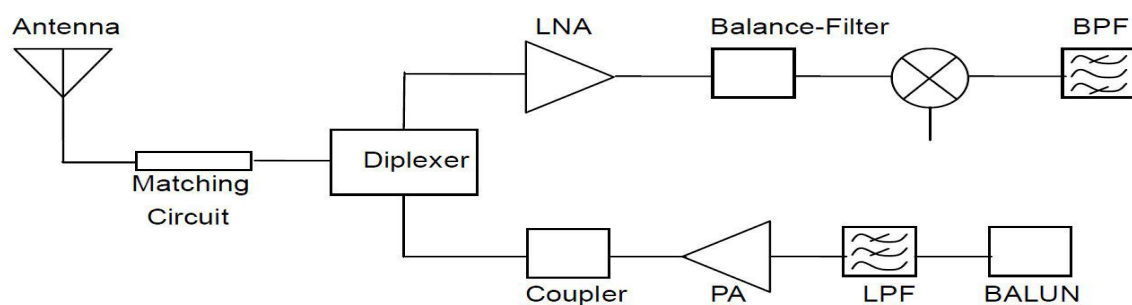 Antenna
LNA
Balance-Filter
BPF
Diplexer
Matching
Circuit
Coupler
PA
LPF
BALUN